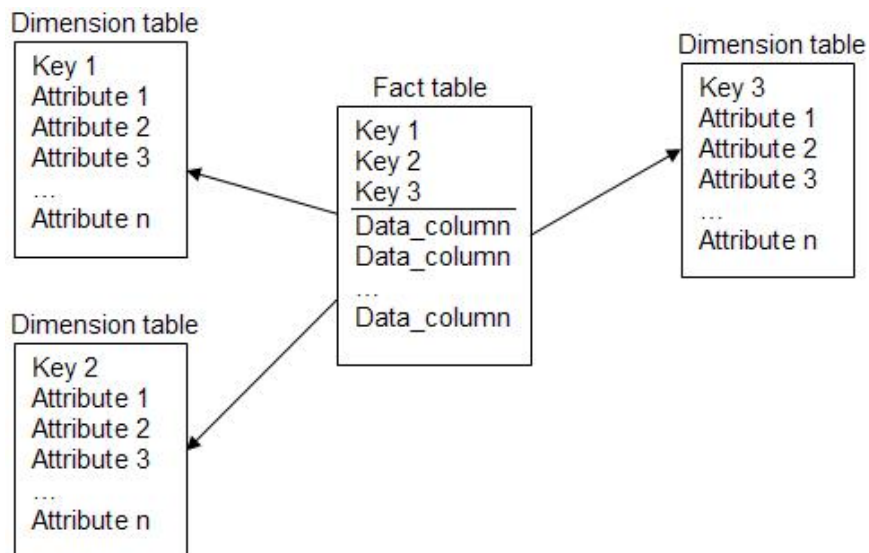 Dimension table
Key 1
Attribute 1
Attribute 2
Attribute 3
...
Attribute n
Dimension table
Key 2
Attribute 1
Attribute 2
Attribute 3
...
Attribute n
Fact table
Key 1
Key 2
Key 3
Data_column
Data_column
...
Data_column
Dimension table
Key 3
Attribute 1
Attribute 2
Attribute 3
...
Attribute n